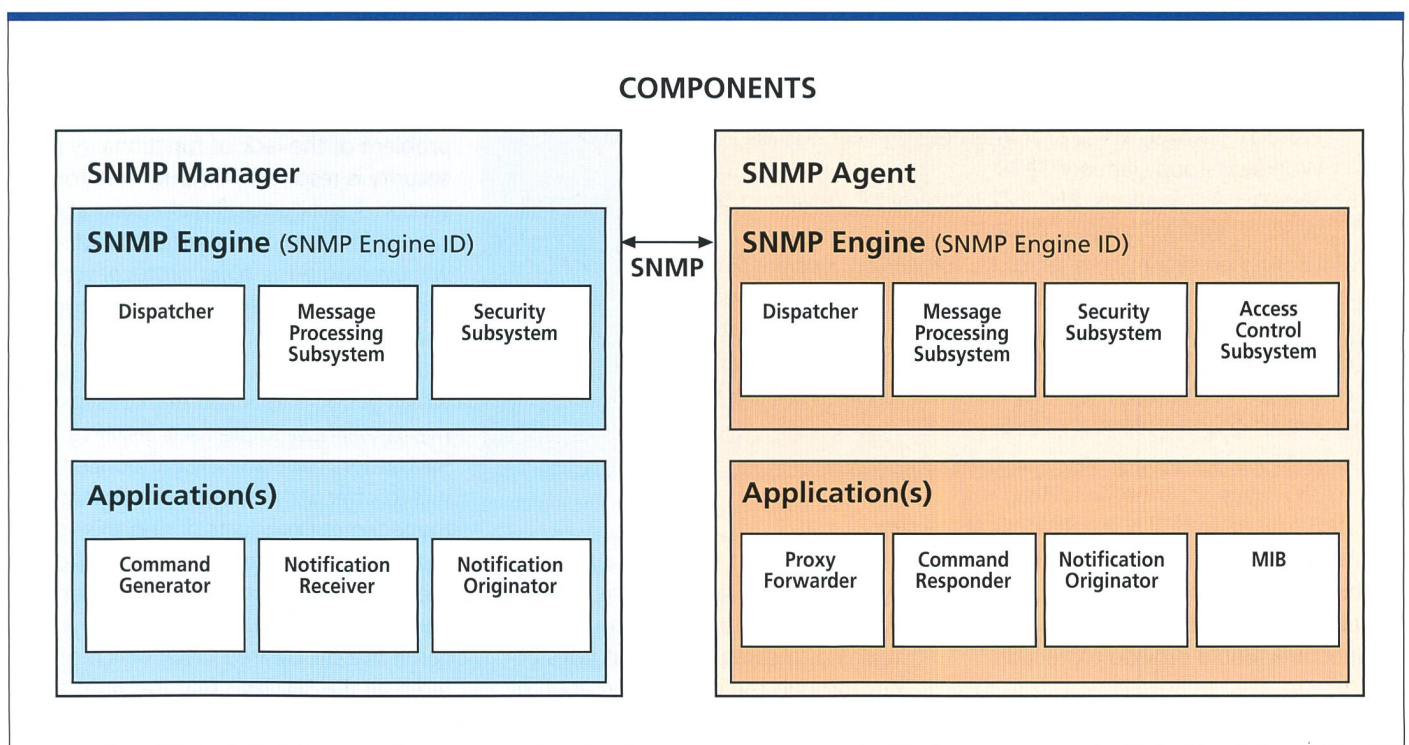 COMPONENTS
SNMP Manager
SNMP Engine (SNMP Engine ID)
Dispatcher
Message
Processing
Subsystem
Security
Subsystem
Application(s)
Command
Generator
Notification
Receiver
Notification
Originator
SNMP
SNMP Agent
SNMP Engine (SNMP Engine ID)
Dispatcher
Message
Processing
Subsystem
Security
Subsystem
Access
Control
Subsystem
Application(s)
Proxy
Forwarder
Command
Responder
Notification
Originator
MIB